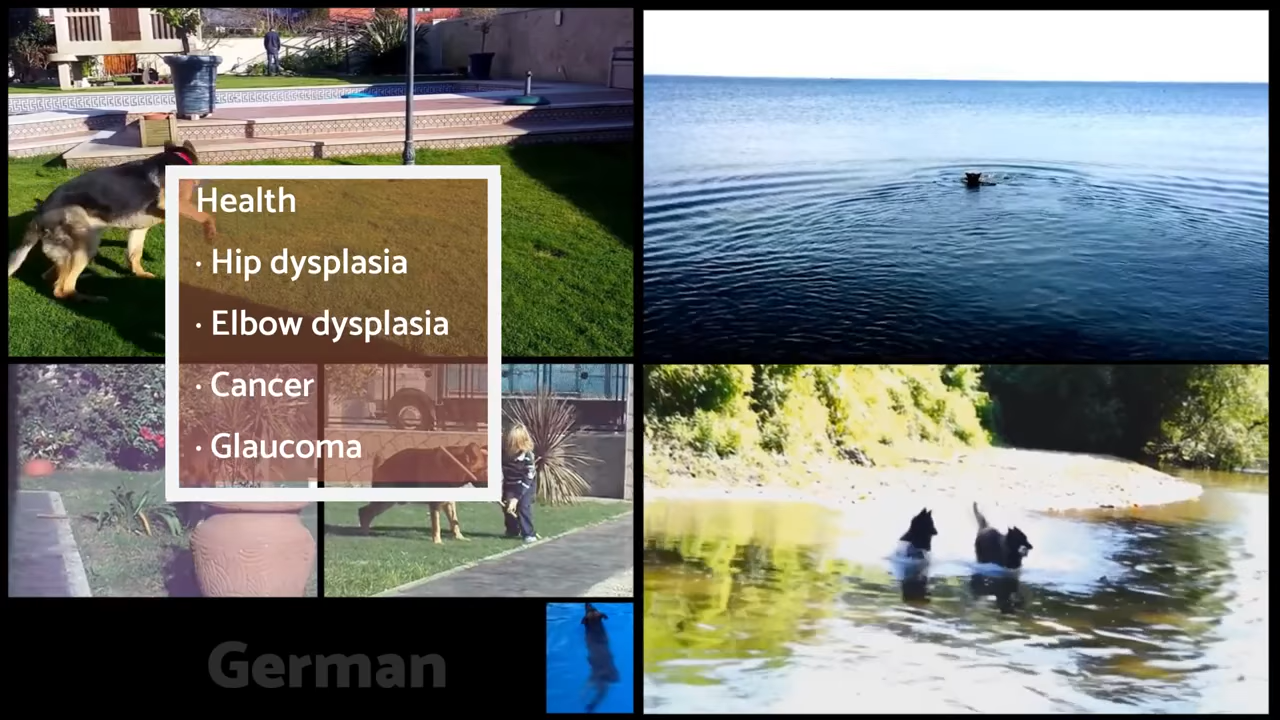 Health
· Hip dysplasia
· Elbow dysplasia
· Cancer
· Glaucoma
German